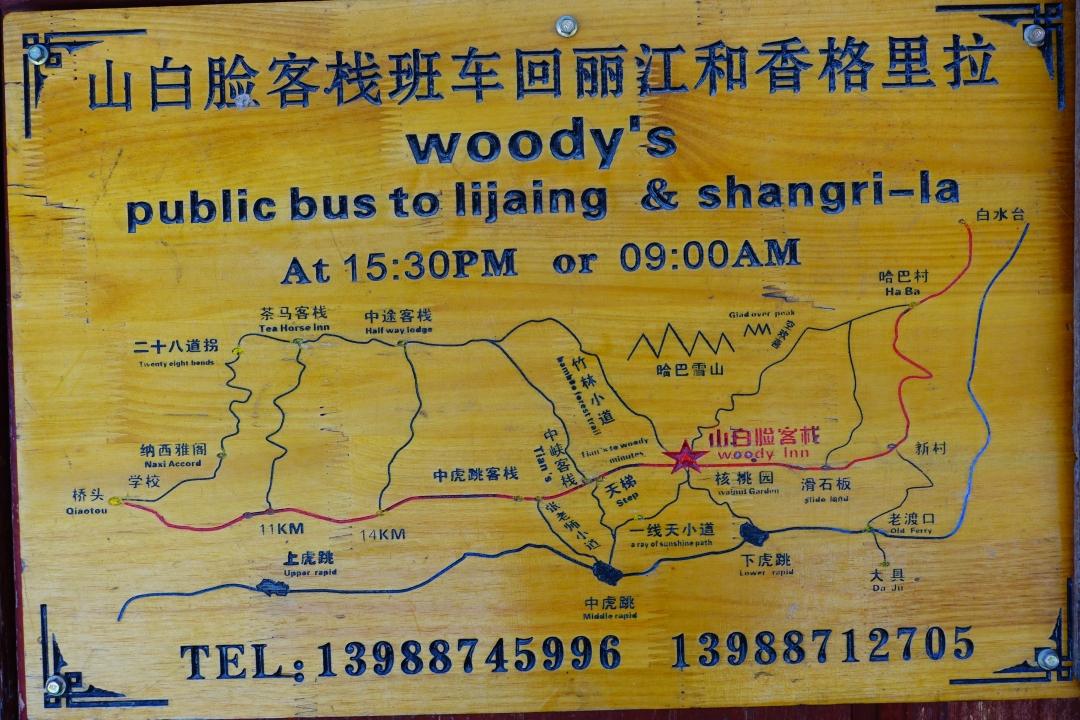 山白脸客栈班车回丽江和香格里拉
woody's
public bus to lijaing & shangri-la
At 15:30PM or 09:00AM
白水台
哈巴村
Ha Ba
茶马客栈
Tea Horse Inn
中途客栈
Half way lodge
Glad over peak
二十八道拐
Twenty eight bends
哈巴雪山
竹林小道
bamboo forest trail
山白脸客栈
woody Inn
中峡客栈
Tian's
Tian's to woody
minutes
纳西雅阁
Naxi Accord
新村
学校
中虎跳客栈
核桃园
walnut Garden
滑石板
slide land
桥头
Qiaotou
天梯
Step
张老师小道
11KM
14KM
一线天小道
a ray of sunshine path
老渡口
Old Ferry
上虎跳
Upper rapid
下虎跳
Lower rapid
大具
Da Ju
中虎跳
Middle rapid
TEL:13988745996 13988712705